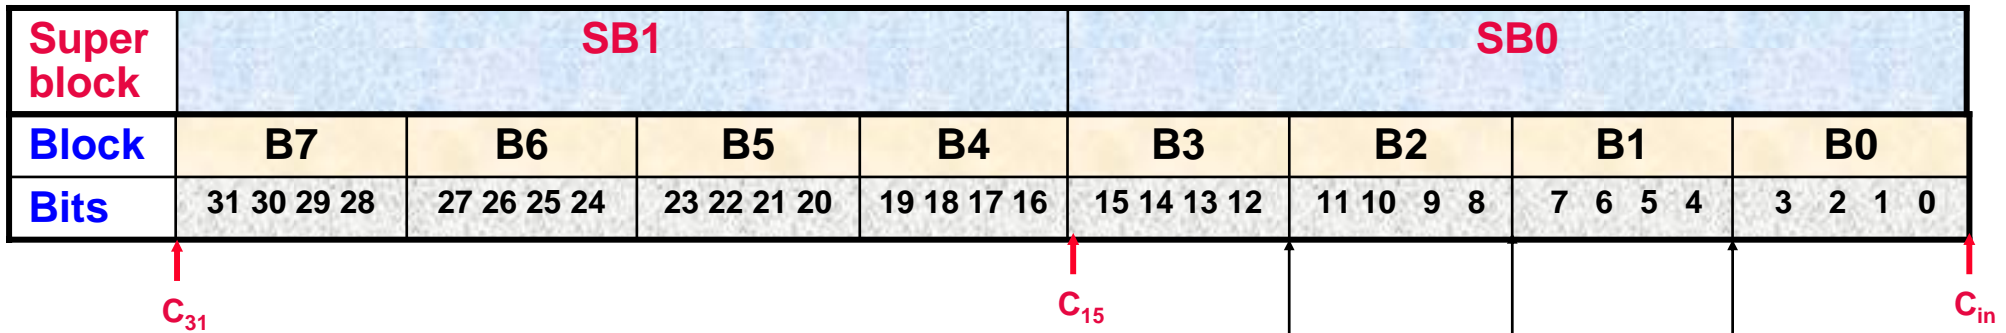 Super block SB1 SB0
Block B7 B6 B5 B4 B3 B2 B1 B0
Bits 31 30 29 28 27 26 25 24 23 22 21 20 19 18 17 16 15 14 13 12 11 10 9 8 7 6 5 4 3 2 1 0
C31 C15 Cin